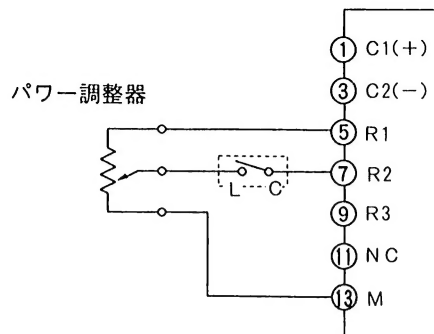 ① C1(+)
③ C2(−)
パワー調整器
⑤ R1
⑦ R2
L C
⑨ R3
⑪ NC
⑬ M